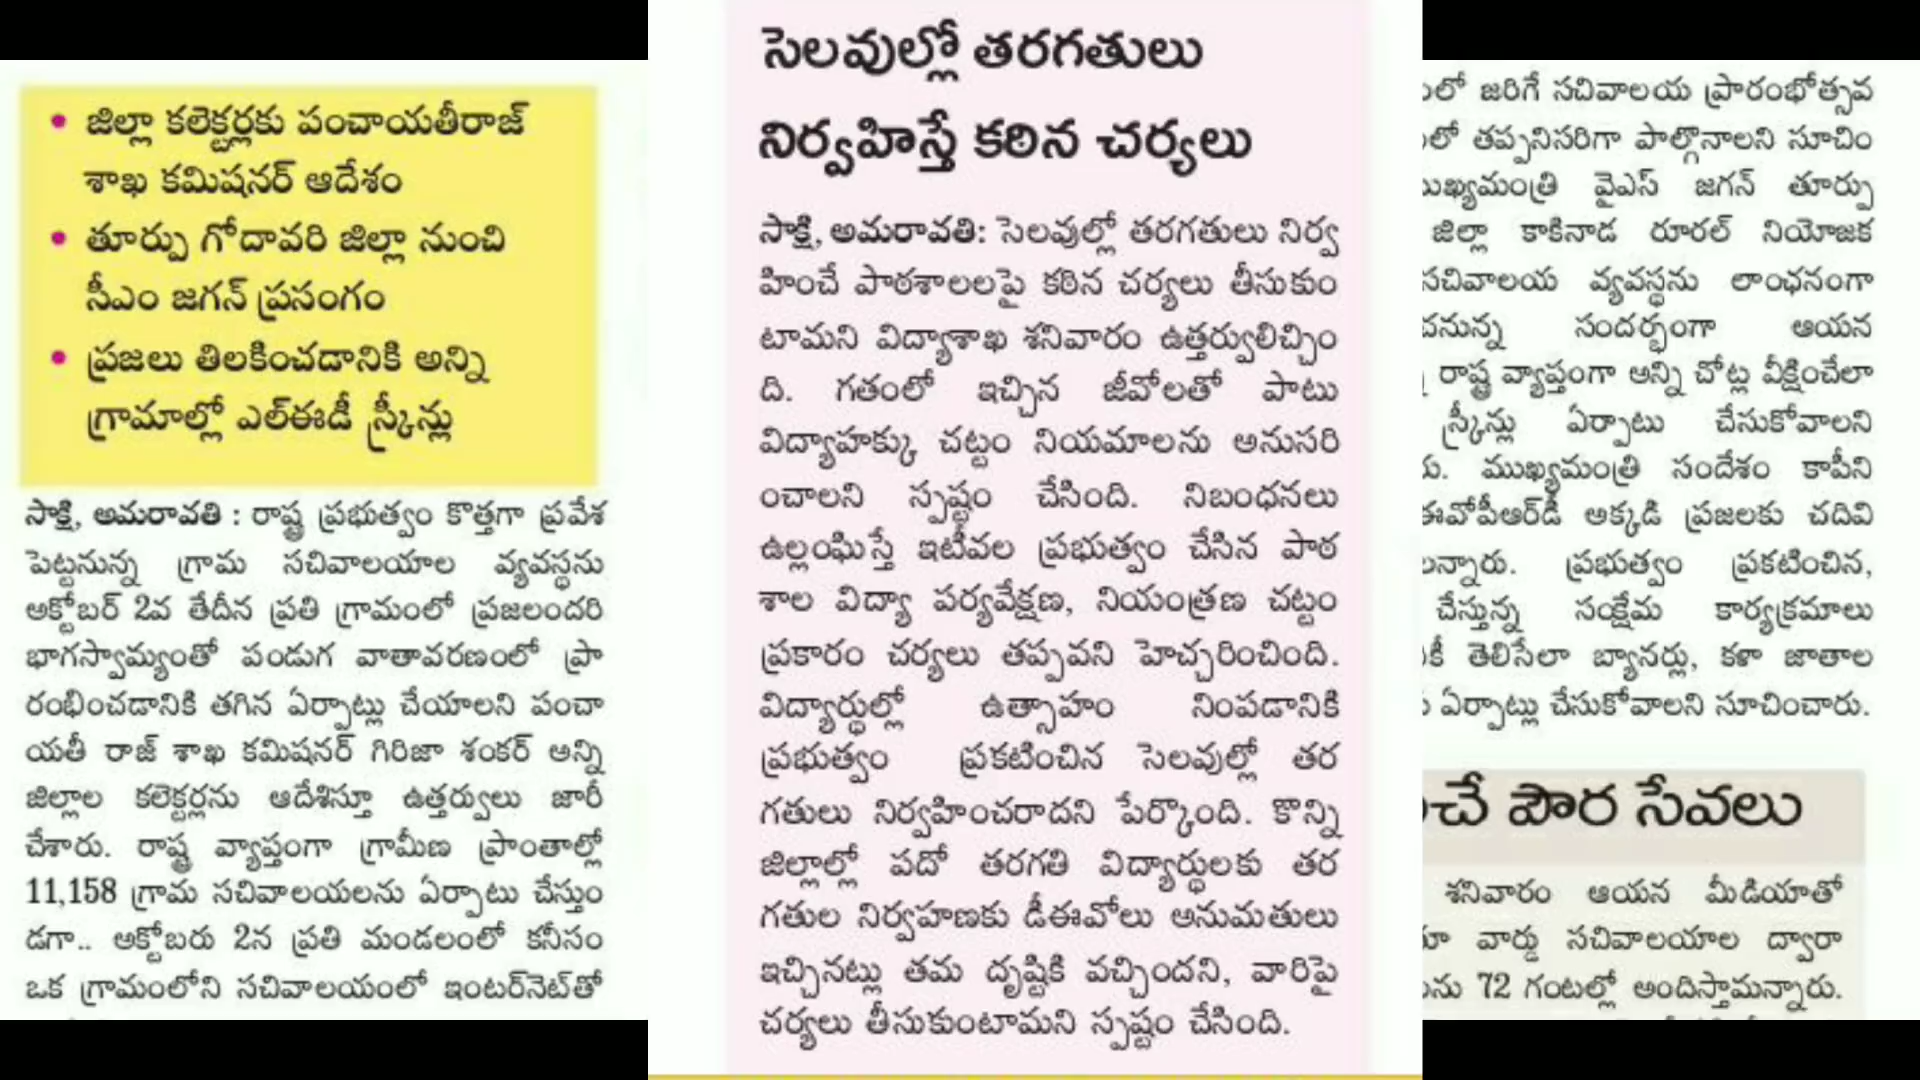 • జిల్లా కలెక్టర్లకు పంచాయతీరాజ్
శాఖ కమిషనర్ ఆదేశం
• తూర్పు గోదావరి జిల్లా నుంచి
సీఎం జగన్ ప్రసంగం
• ప్రజలు తిలకించడానికి అన్ని
గ్రామాల్లో ఎల్ఈడీ స్క్రీన్లు
సాక్షి, అమరావతి : రాష్ట్ర ప్రభుత్వం కొత్తగా ప్రవేశ
పెట్టనున్న గ్రామ సచివాలయాల వ్యవస్థను
అక్టోబర్ 2వ తేదీన ప్రతి గ్రామంలో ప్రజలందరి
భాగస్వామ్యంతో పండుగ వాతావరణంలో ప్రా
రంభించడానికి తగిన ఏర్పాట్లు చేయాలని పంచా
యతీ రాజ్ శాఖ కమిషనర్ గిరిజా శంకర్ అన్ని
జిల్లాల కలెక్టర్లను ఆదేశిస్తూ ఉత్తర్వులు జారీ
చేశారు. రాష్ట్ర వ్యాప్తంగా గ్రామీణ ప్రాంతాల్లో
11,158 గ్రామ సచివాలయలను ఏర్పాటు చేస్తుం
డగా.. అక్టోబరు 2న ప్రతి మండలంలో కనీసం
ఒక గ్రామంలోని సచివాలయంలో ఇంటర్‌నెట్‌తో
సెలవుల్లో తరగతులు
నిర్వహిస్తే కఠిన చర్యలు
సాక్షి, అమరావతి: సెలవుల్లో తరగతులు నిర్వ
హించే పాఠశాలలపై కఠిన చర్యలు తీసుకుం
టామని విద్యాశాఖ శనివారం ఉత్తర్వులిచ్చిం
ది. గతంలో ఇచ్చిన జీవోలతో పాటు
విద్యాహక్కు చట్టం నియమాలను అనుసరి
ంచాలని స్పష్టం చేసింది. నిబంధనలు
ఉల్లంఘిస్తే ఇటీవల ప్రభుత్వం చేసిన పాఠ
శాల విద్యా పర్యవేక్షణ, నియంత్రణ చట్టం
ప్రకారం చర్యలు తప్పవని హెచ్చరించింది.
విద్యార్థుల్లో ఉత్సాహం నింపడానికి
ప్రభుత్వం ప్రకటించిన సెలవుల్లో తర
గతులు నిర్వహించరాదని పేర్కొంది. కొన్ని
జిల్లాల్లో పదో తరగతి విద్యార్థులకు తర
గతుల నిర్వహణకు డీఈవోలు అనుమతులు
ఇచ్చినట్లు తమ దృష్టికి వచ్చిందని, వారిపై
చర్యలు తీసుకుంటామని స్పష్టం చేసింది.
జరిగే సచివాలయ ప్రారంభోత్సవ
తప్పనిసరిగా పాల్గొనాలని సూచిం
వైఎస్ జగన్ తూర్పు
జిల్లా కాకినాడ రూరల్ నియోజక
వ్యవస్థను లాంఛనంగా
సందర్భంగా ఆయన
రాష్ట్ర వ్యాప్తంగా అన్ని చోట్ల వీక్షించేలా
స్క్రీన్లు ఏర్పాటు చేసుకోవాలని
ముఖ్యమంత్రి సందేశం కాపీని
అక్కడి ప్రజలకు చదివి
ప్రభుత్వం ప్రకటించిన,
చేస్తున్న సంక్షేమ కార్యక్రమాలు
తెలిసేలా బ్యానర్లు, కళా జాతాల
ఏర్పాట్లు చేసుకోవాలని సూచించారు.
పౌర సేవలు
శనివారం ఆయన మీడియాతో
వార్డు సచివాలయాల ద్వారా
72 గంటల్లో అందిస్తామన్నారు.